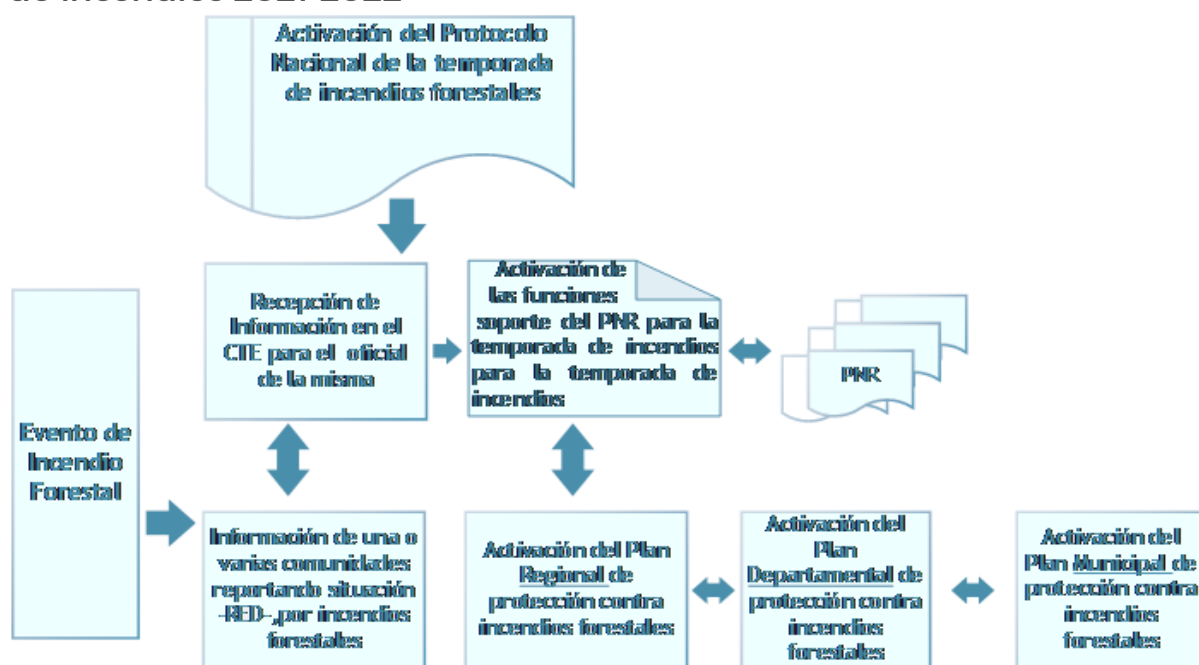 Activación del Protocolo
Nacional de la temporada
de incendios forestales
Recepción de
Información en el
CTE para el oficial
de la misma
Activación de
las funciones
soporte del PNR para la
temporada de incendios
para la temporada de
incendios
PNR
Evento de
Incendio
Forestal
Información de una o
varias comunidades
reportando situación
-RED-,por incendios
forestales
Activación del Plan
Regional de
protección contra
incendios forestales
Activación del
Plan
Departamental de
protección contra
incendios
forestales
Activación del
Plan Municipal de
protección contra
incendios
forestales